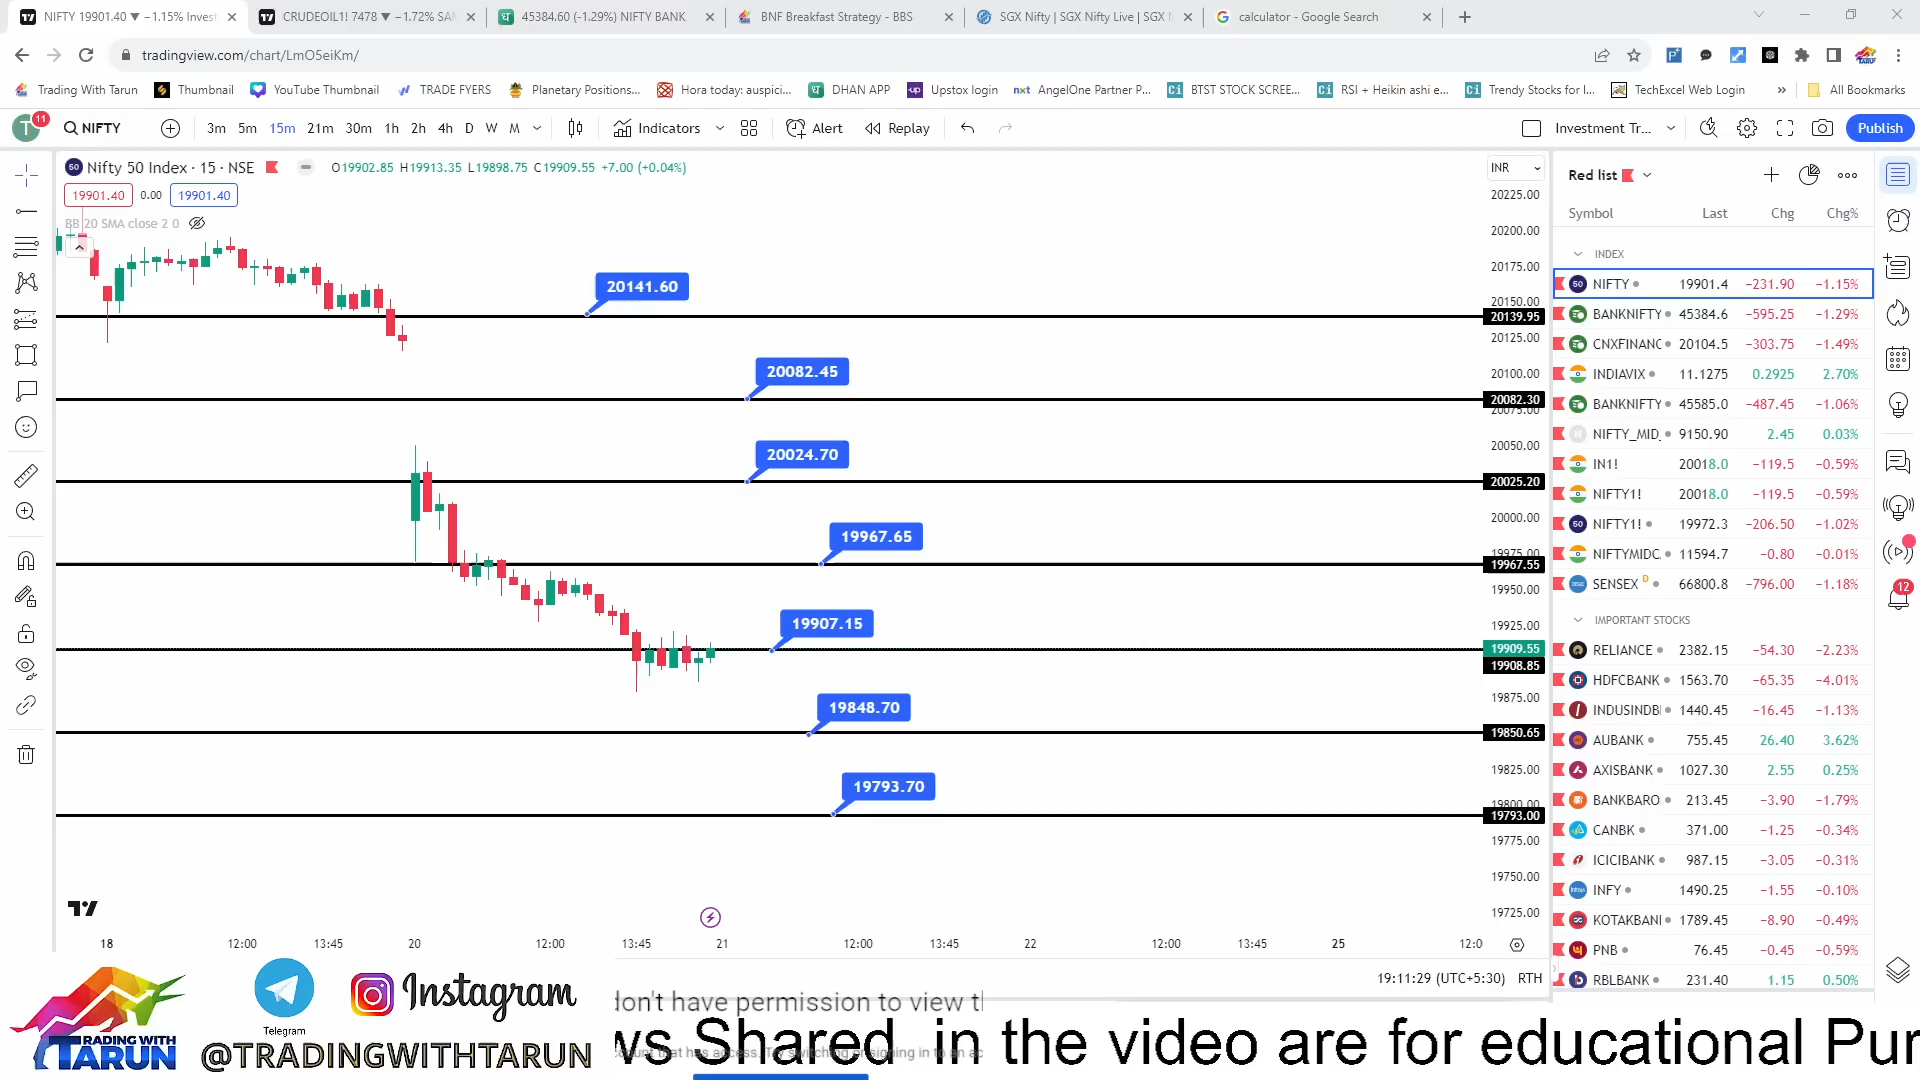 NIFTY 19901.40 ▼ −1.15% Invest
CRUDEOIL1! 7478 ▼ −1.72% SA
45384.60 (-1.29%) NIFTY BANK
BNF Breakfast Strategy - BBS
SGX Nifty | SGX Nifty Live | SGX
calculator - Google Search
tradingview.com/chart/LmO5eiKm/
Trading With Tarun
Thumbnail
YouTube Thumbnail
TRADE FYERS
Planetary Positions...
Hora today: auspici...
DHAN APP
Upstox login
AngelOne Partner P...
BTST STOCK SCREE...
RSI + Heikin ashi e...
Trendy Stocks for I...
TechExcel Web Login
»
All Bookmarks
T 11
NIFTY
3m 5m 15m 21m 30m 1h 2h 4h D W M
Indicators
Alert
Replay
Investment Tr...
Publish
Nifty 50 Index · 15 · NSE
O19902.85 H19913.35 L19898.75 C19909.55 +7.00 (+0.04%)
19901.40 0.00 19901.40
BB 20 SMA close 2 0
INR
20225.00
20200.00
20175.00
20150.00
20139.95
20125.00
20100.00
20082.30
20075.00
20050.00
20025.20
20000.00
19975.00
19967.55
19950.00
19925.00
19909.55
19908.85
19875.00
19850.65
19825.00
19800.00
19793.00
19775.00
19750.00
19725.00
20141.60
20082.45
20024.70
19967.65
19907.15
19848.70
19793.70
18 12:00 13:45 20 12:00 13:45 21 12:00 13:45 22 12:00 13:45 25 12:0
19:11:29 (UTC+5:30) RTH
Red list
Symbol Last Chg Chg%
INDEX
NIFTY 19901.4 −231.90 −1.15%
BANKNIFTY 45384.6 −595.25 −1.29%
CNXFINANC 20104.5 −303.75 −1.49%
INDIAVIX 11.1275 0.2925 2.70%
BANKNIFTY 45585.0 −487.45 −1.06%
NIFTY_MID_ 9150.90 2.45 0.03%
IN1! 20018.0 −119.5 −0.59%
NIFTY1! 20018.0 −119.5 −0.59%
NIFTY1! 19972.3 −206.50 −1.02%
NIFTYMIDC 11594.7 −0.80 −0.01%
SENSEX D 66800.8 −796.00 −1.18%
IMPORTANT STOCKS
RELIANCE 2382.15 −54.30 −2.23%
HDFCBANK 1563.70 −65.35 −4.01%
INDUSINDB 1440.45 −16.45 −1.13%
AUBANK 755.45 26.40 3.62%
AXISBANK 1027.30 2.55 0.25%
BANKBARO 213.45 −3.90 −1.79%
CANBK 371.00 −1.25 −0.34%
ICICIBANK 987.15 −3.05 −0.31%
INFY 1490.25 −1.55 −0.10%
KOTAKBANI 1789.45 −8.90 −0.49%
PNB 76.45 −0.45 −0.59%
RBLBANK 231.40 1.15 0.50%
12
TRADING WITH
TARUN
Telegram
Instagram
@TRADINGWITHTARUN
don't have permission to view
ws Shared in the video are for educational Pur